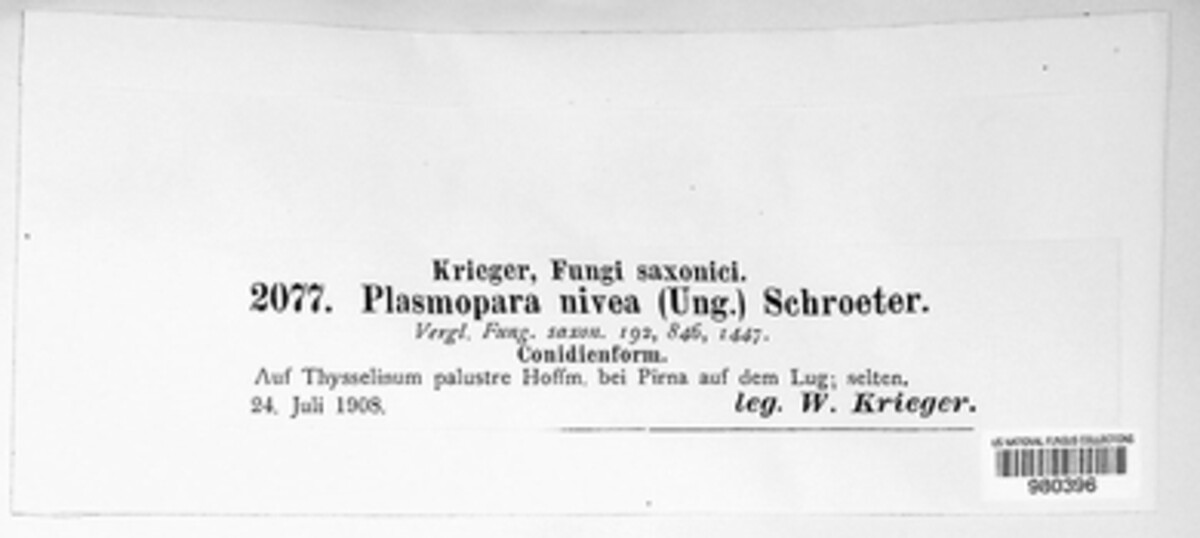 Krieger, Fungi saxonici.
2077. Plasmopara nivea (Ung.) Schroeter.
Vergl. Fung. saxon. 192, 846, 1447.
Conidienform.
Auf Thysselinum palustre Hoffm. bei Pirna auf dem Lug; selten.
24. Juli 1908.
leg. W. Krieger.
US NATIONAL FUNGUS COLLECTIONS
980396